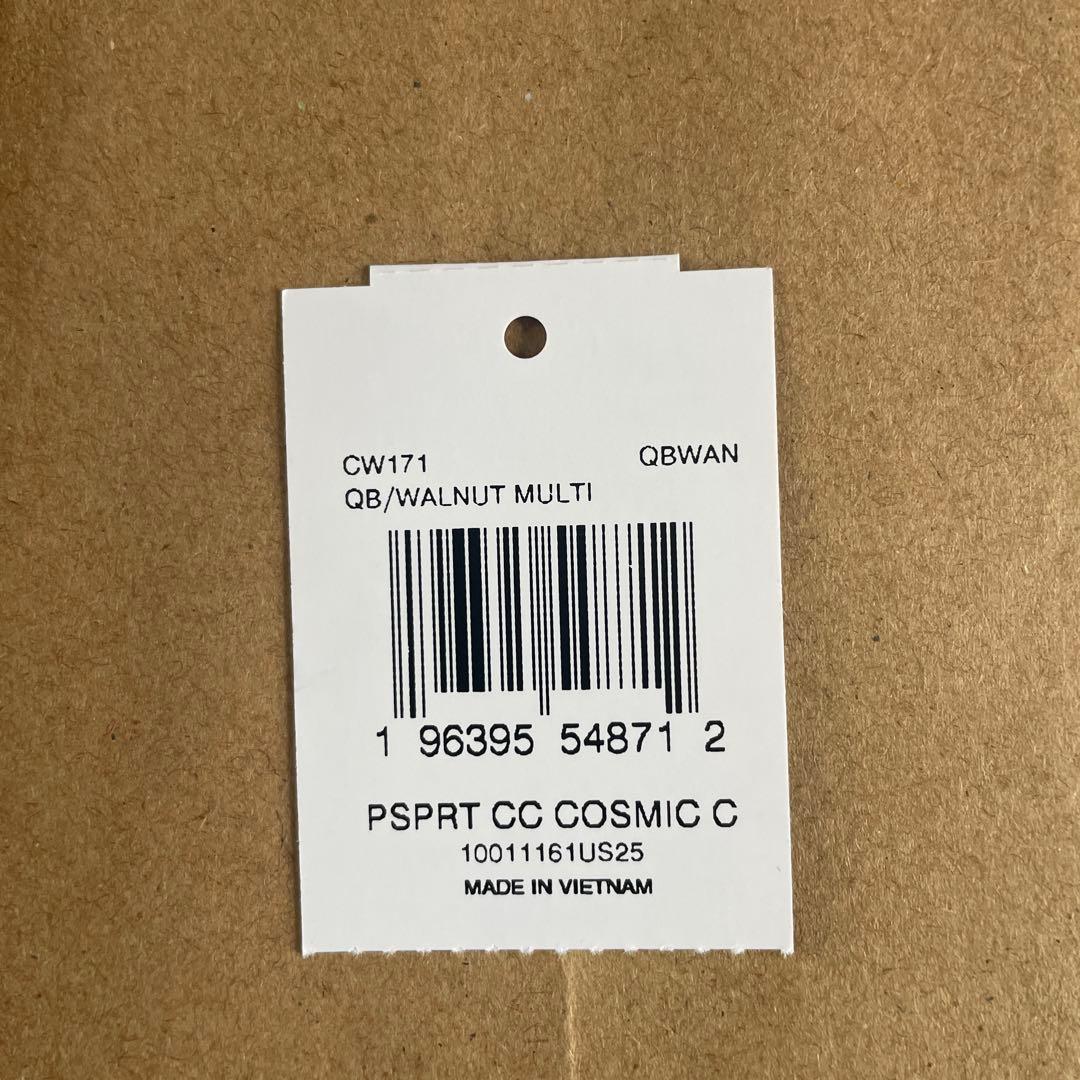 CW171 QBWAN
QB/WALNUT MULTI
1 96395 54871 2
PSPRT CC COSMIC C
10011161US25
MADE IN VIETNAM